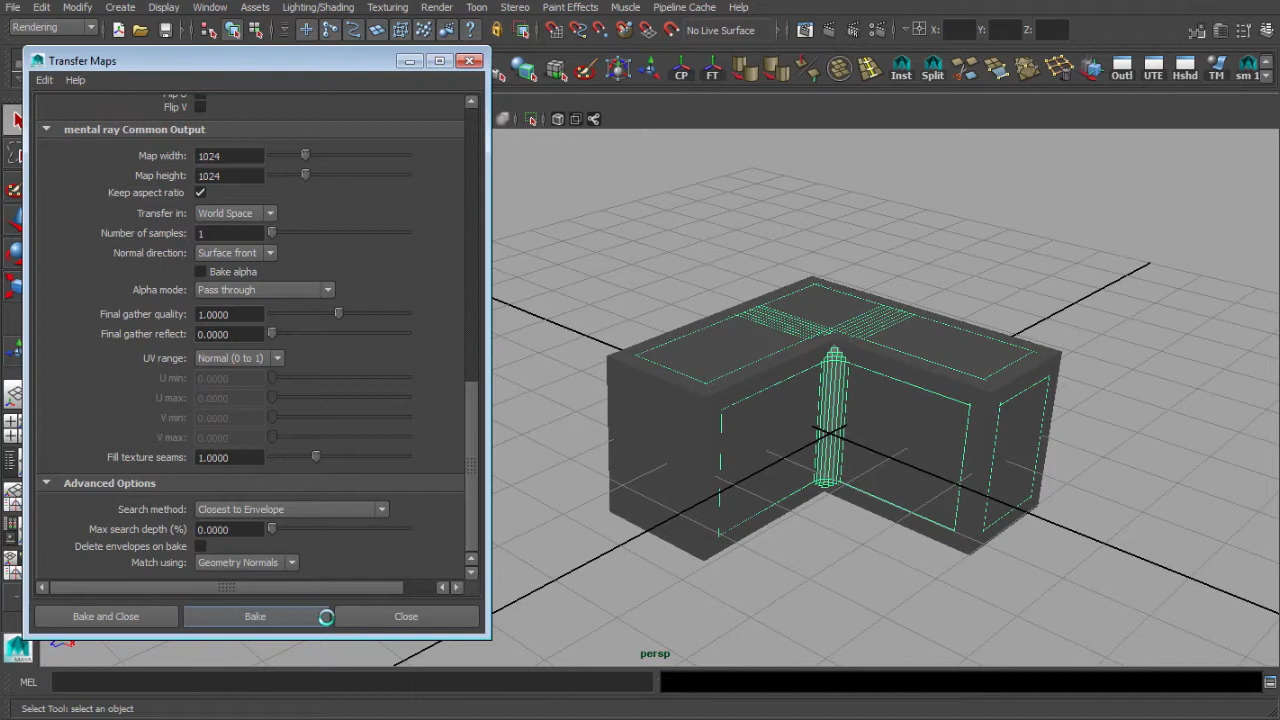 File Edit Modify Create Display Window Assets Lighting/Shading Texturing Render Toon Stereo Paint Effects Muscle Pipeline Cache Help
Rendering
No Live Surface
X:
Y:
Z:
Transfer Maps
Edit Help
CP
FT
Inst
Split
Outl
UTE
Hshd
TM
sm 1
Flip V
mental ray Common Output
Map width: 1024
Map height: 1024
Keep aspect ratio
Transfer in: World Space
Number of samples: 1
Normal direction: Surface front
Bake alpha
Alpha mode: Pass through
Final gather quality: 1.0000
Final gather reflect: 0.0000
UV range: Normal (0 to 1)
U min: 0.0000
U max: 0.0000
V min: 0.0000
V max: 0.0000
Fill texture seams: 1.0000
Advanced Options
Search method: Closest to Envelope
Max search depth (%) 0.0000
Delete envelopes on bake
Match using: Geometry Normals
Bake and Close
Bake
Close
persp
MEL
Select Tool: select an object